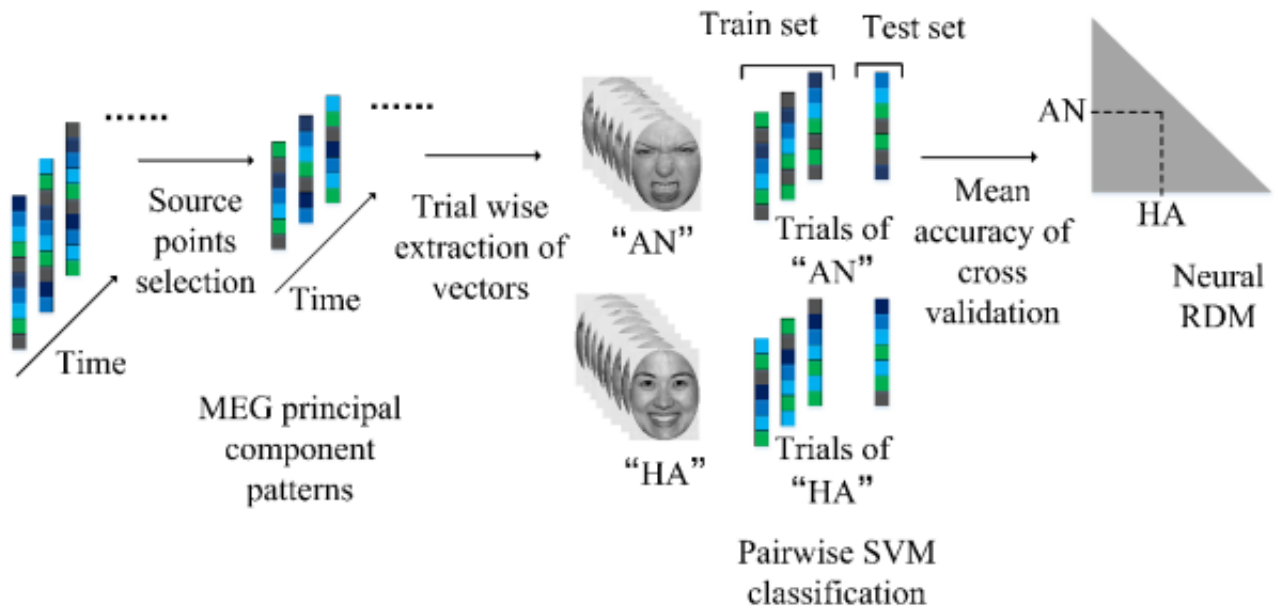 Train set
Test set
......
......
Source
points
selection
Time
Time
MEG principal
component
patterns
Trial wise
extraction of
vectors
“AN”
“HA”
Trials of
“AN”
Trials of
“HA”
Pairwise SVM
classification
Mean
accuracy of
cross
validation
AN
HA
Neural
RDM